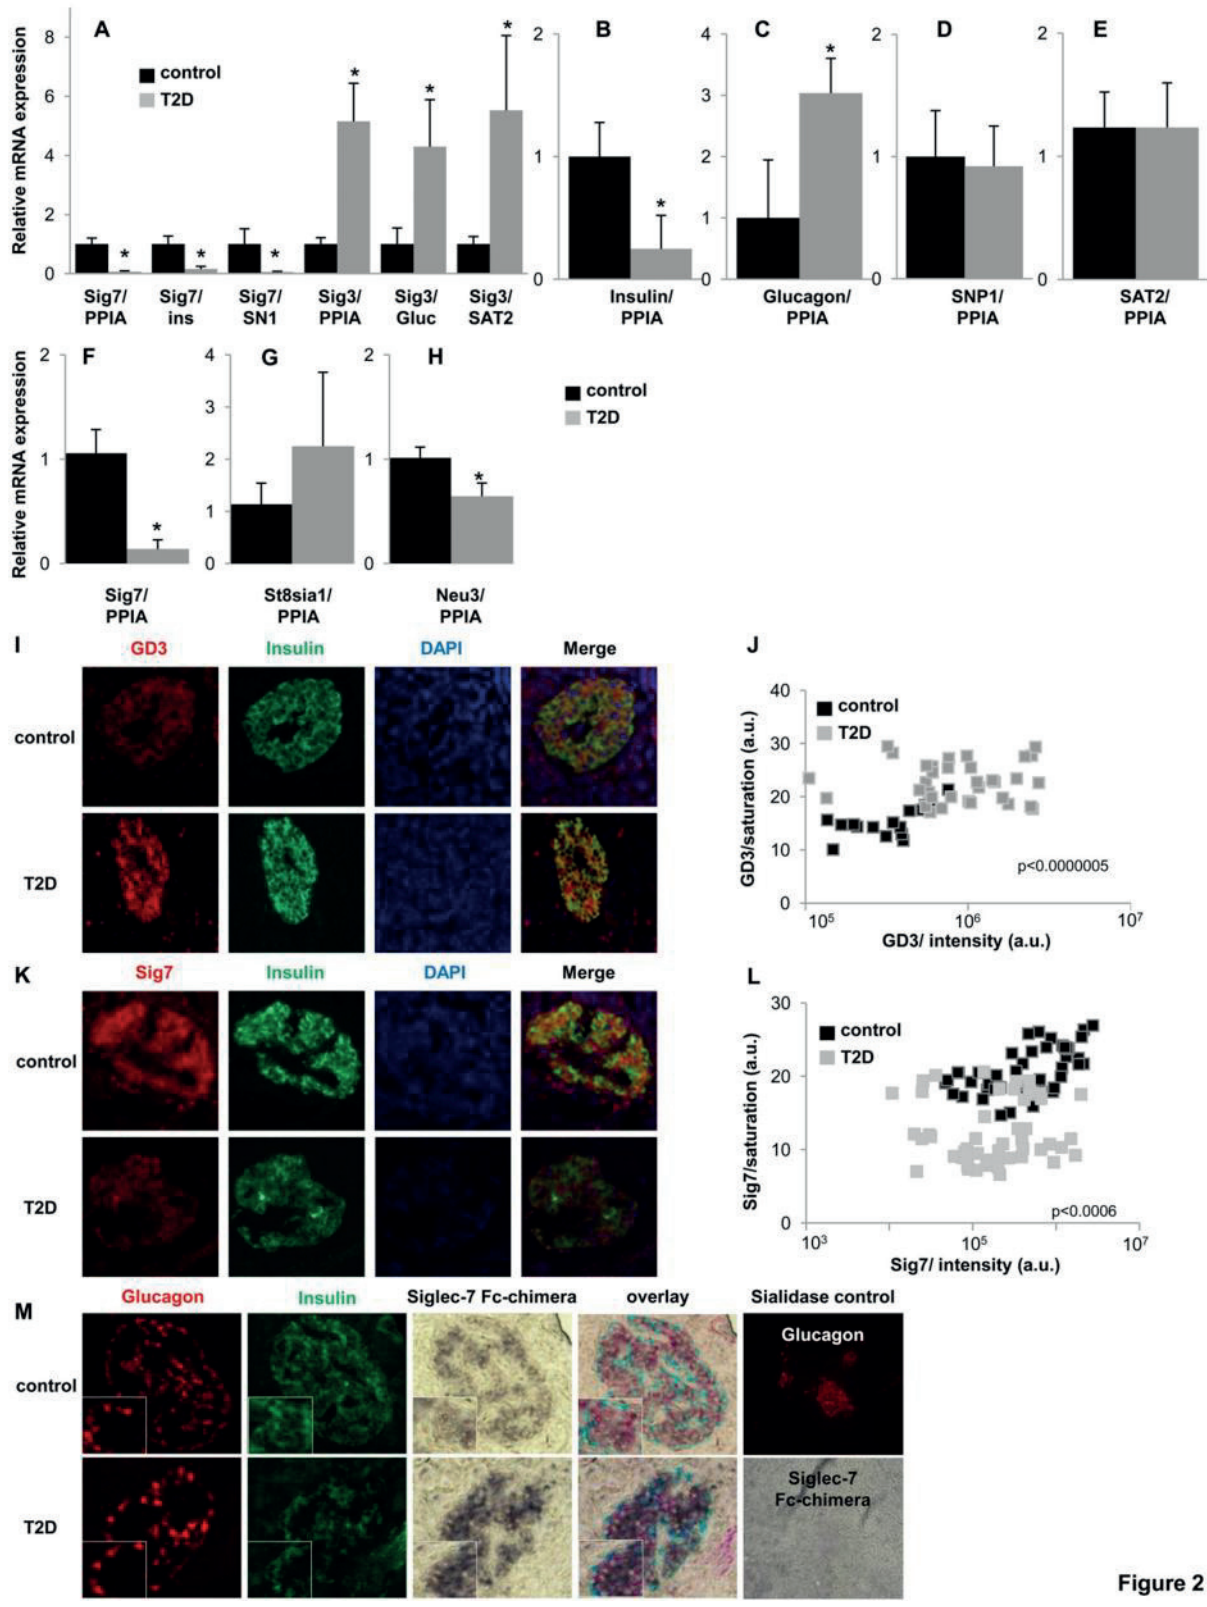 A
B
C
D
E
Relative mRNA expression
8
6
4
2
0
control
T2D
*
*
*
*
*
*
Sig7/ PPIA
Sig7/ ins
Sig7/ SN1
Sig3/ PPIA
Sig3/ Gluc
Sig3/ SAT2
2
1
0
*
Insulin/
PPIA
4
3
2
1
0
*
Glucagon/
PPIA
2
1
0
SNP1/
PPIA
2
1
0
SAT2/
PPIA
F
G
H
Relative mRNA expression
2
1
0
*
Sig7/
PPIA
4
3
2
1
0
St8sia1/
PPIA
2
1
0
*
Neu3/
PPIA
control
T2D
I
GD3 Insulin DAPI Merge
control
T2D
J
GD3/saturation (a.u.)
40
30
20
10
0
control
T2D
p<0.0000005
10⁵ 10⁶ 10⁷
GD3/ intensity (a.u.)
K
Sig7 Insulin DAPI Merge
control
T2D
L
Sig7/saturation (a.u.)
30
20
10
0
control
T2D
p<0.0006
10³ 10⁵ 10⁷
Sig7/ intensity (a.u.)
M
Glucagon Insulin Siglec-7 Fc-chimera overlay Sialidase control
control
T2D
Glucagon
Siglec-7
Fc-chimera
Figure 2